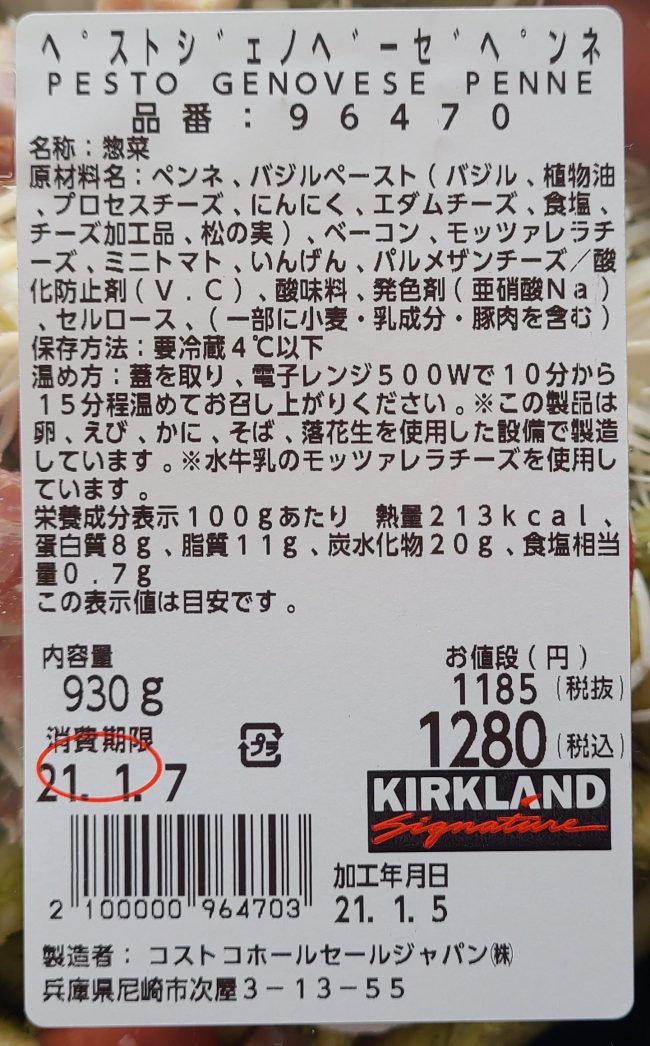 ペストジェノベーゼペンネ
PESTO GENOVESE PENNE
品番:96470
名称:惣菜
原材料名:ペンネ、バジルペースト(バジル、植物油
、プロセスチーズ、にんにく、エダムチーズ、食塩、
チーズ加工品、松の実)、ベーコン、モッツァレラチ
ーズ、ミニトマト、いんげん、パルメザンチーズ/酸
化防止剤(V.C)、酸味料、発色剤(亜硝酸Na)
、セルロース、(一部に小麦・乳成分・豚肉を含む)
保存方法:要冷蔵4℃以下
温め方:蓋を取り、電子レンジ500Wで10分から
15分程温めてお召し上がりください。※この製品は
卵、えび、かに、そば、落花生を使用した設備で製造
しています。※水牛乳のモッツァレラチーズを使用し
ています。
栄養成分表示100gあたり 熱量213kcal、
蛋白質8g、脂質11g、炭水化物20g、食塩相当
量0.7g
この表示値は目安です。
内容量
930g
お値段(円)
1185(税抜)
1280(税込)
消費期限
21.1.7
プラ
KIRKLAND
Signature
2 100000 964703
加工年月日
21.1.5
製造者:コストコホールセールジャパン㈱
兵庫県尼崎市次屋3-13-55